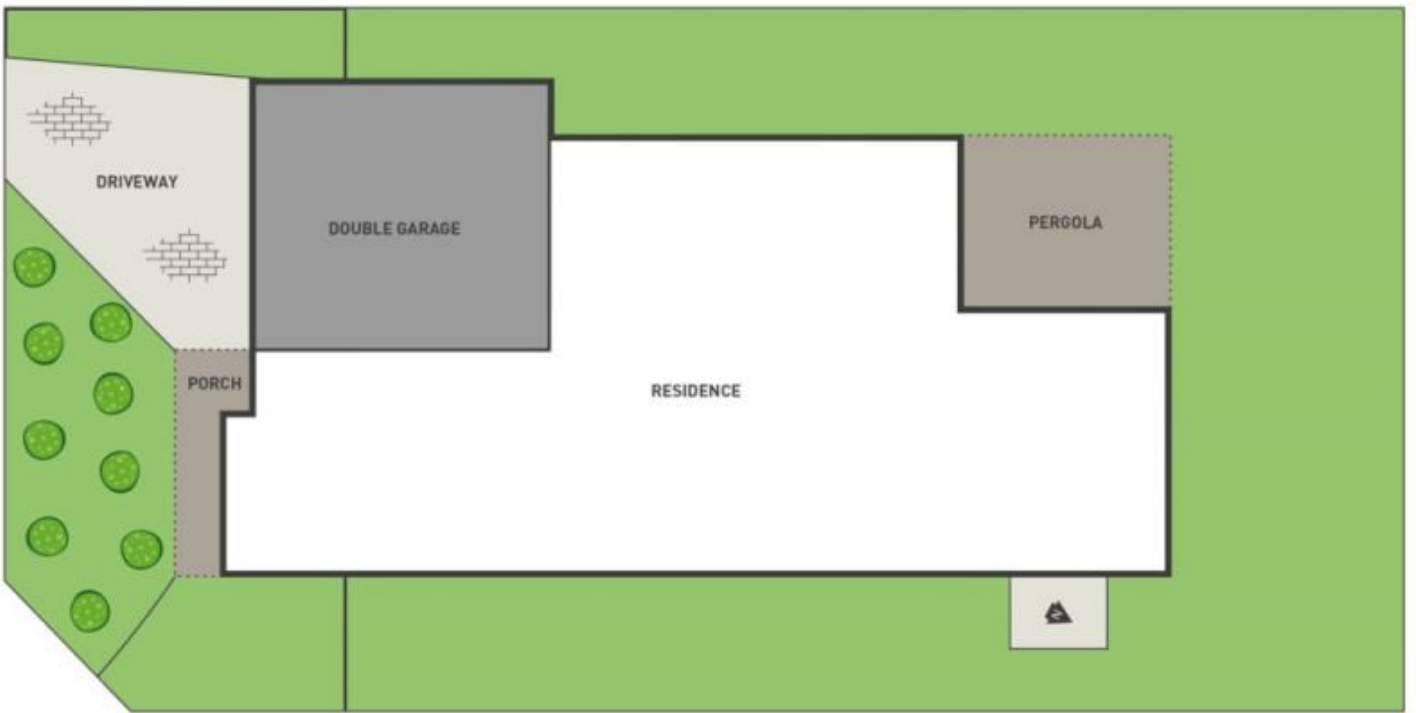 DRIVEWAY
DOUBLE GARAGE
PERGOLA
PORCH
RESIDENCE